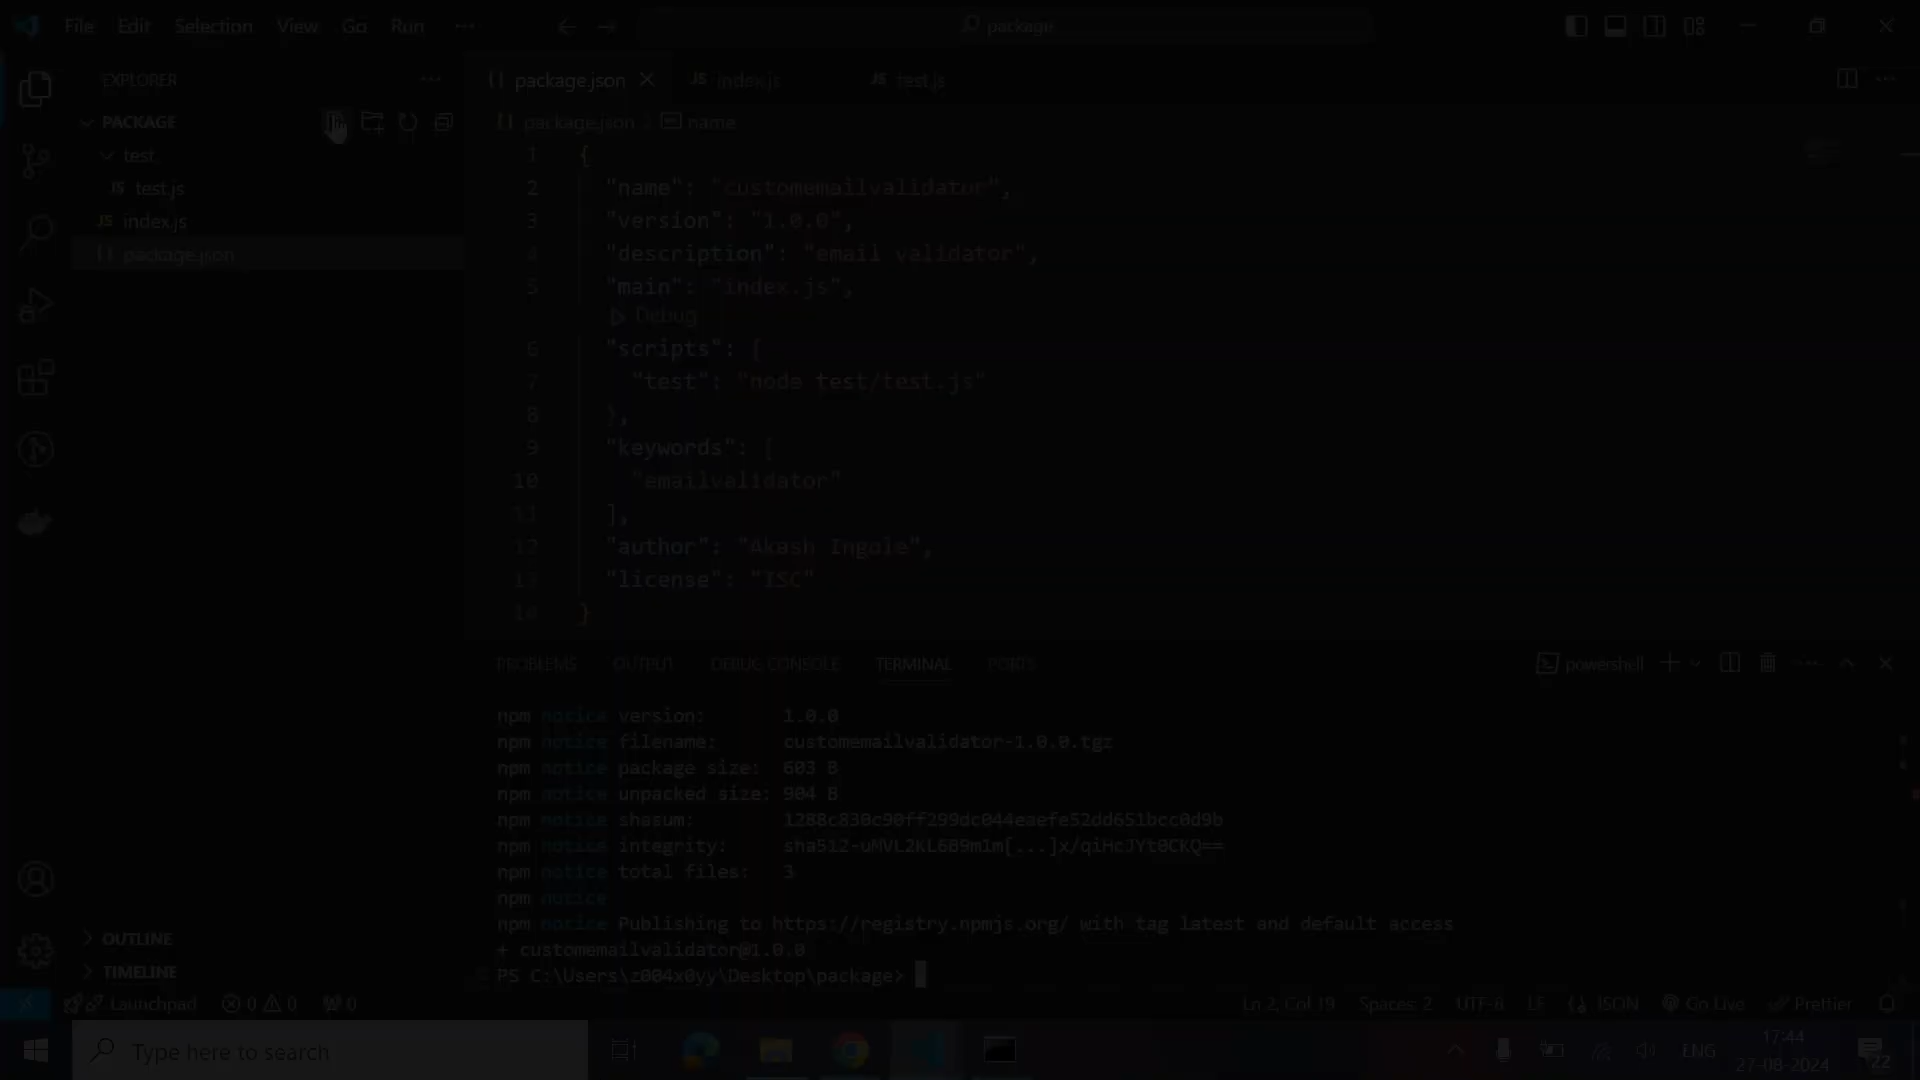 File Edit Selection View Go Run ...
package
EXPLORER ...
PACKAGE
test
JS test.js
JS index.js
{} package.json
{} package.json JS index.js JS test.js
{} package.json > name
1 {
2 "name": "customemailvalidator",
3 "version": "1.0.0",
4 "description": "email validator",
5 "main": "index.js",
Debug
6 "scripts": {
7 "test": "node test/test.js"
8 },
9 "keywords": [
10 "emailvalidator"
11 ],
12 "author": "Akash Ingole",
13 "license": "ISC"
14 }
PROBLEMS OUTPUT DEBUG CONSOLE TERMINAL PORTS
powershell
npm notice version: 1.0.0
npm notice filename: customemailvalidator-1.0.0.tgz
npm notice package size: 603 B
npm notice unpacked size: 904 B
npm notice shasum: 1288c830c90ff299dc044eaefe52dd651bcc0d9b
npm notice integrity: sha512-uMVL2KL6B9m1m[...]x/qiHcJYt0CKQ==
npm notice total files: 3
npm notice
npm notice Publishing to https://registry.npmjs.org/ with tag latest and default access
+ customemailvalidator@1.0.0
PS C:\Users\z004x0yy\Desktop\package>
OUTLINE
TIMELINE
Launchpad 0 0 0
Ln 2, Col 19 Spaces: 2 UTF-8 LF {} JSON Go Live Prettier
Type here to search
ENG
17:44
27-08-2024
22